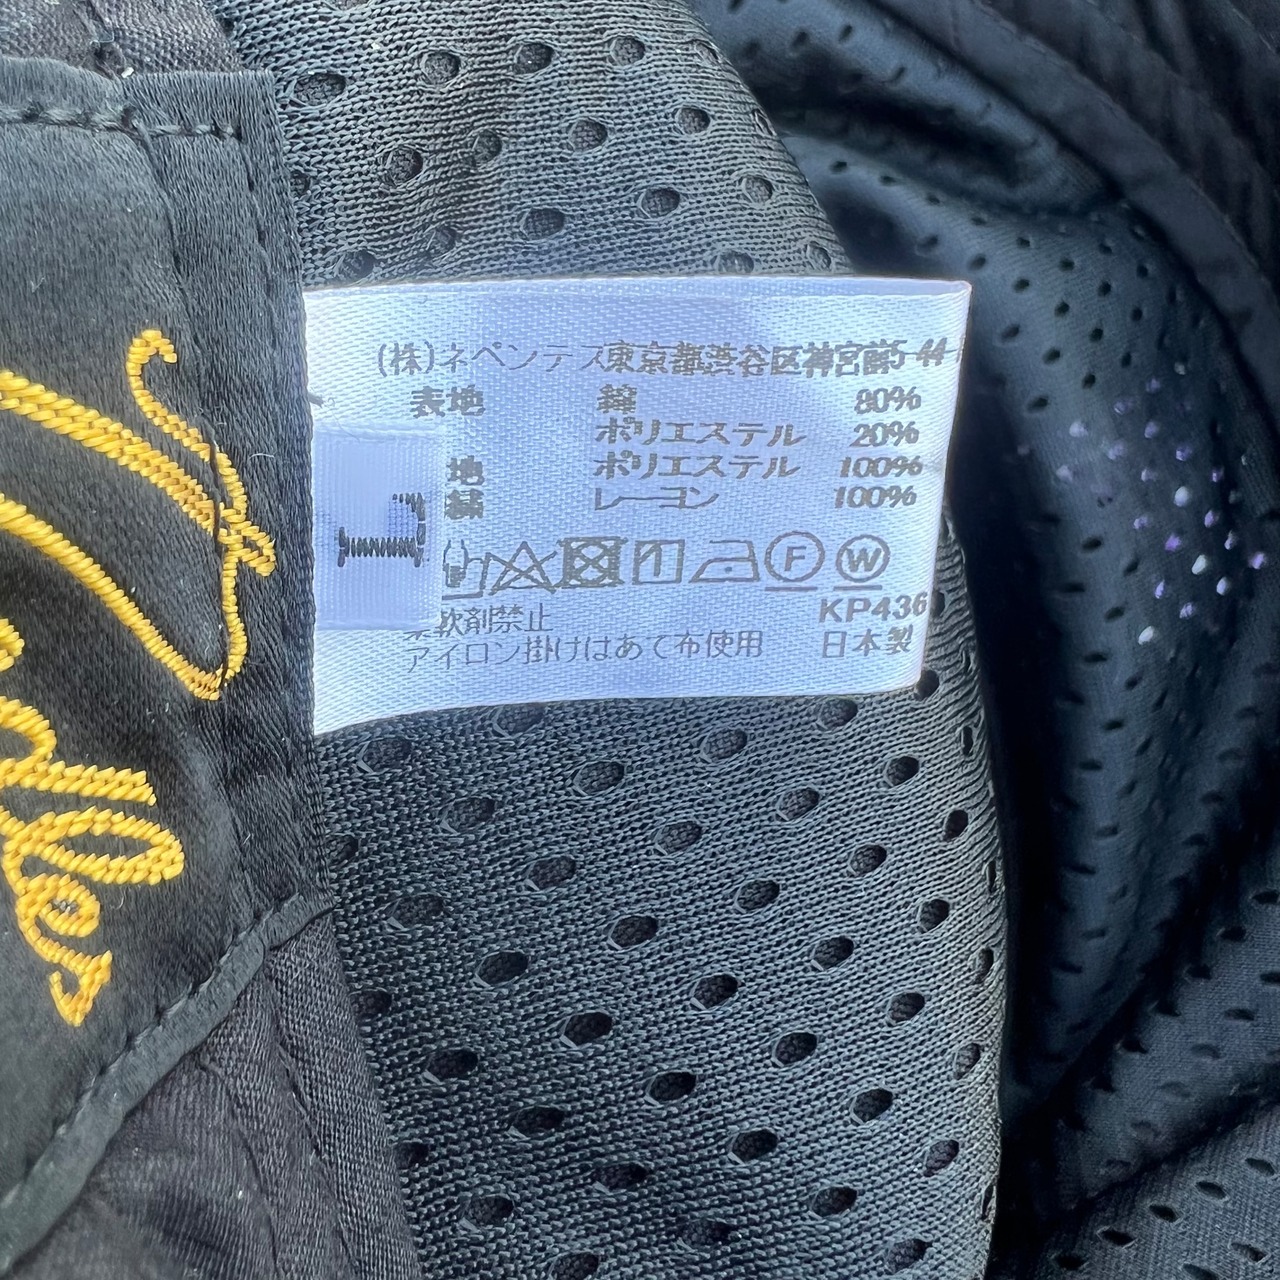 (株)ネペンテス東京都渋谷区神宮前5-44
表地 綿 80%
ポリエステル 20%
地 ポリエステル 100%
繍 レーヨン 100%
L
F W
軟剤禁止 KP436
アイロン掛けはあて布使用 日本製
Needles